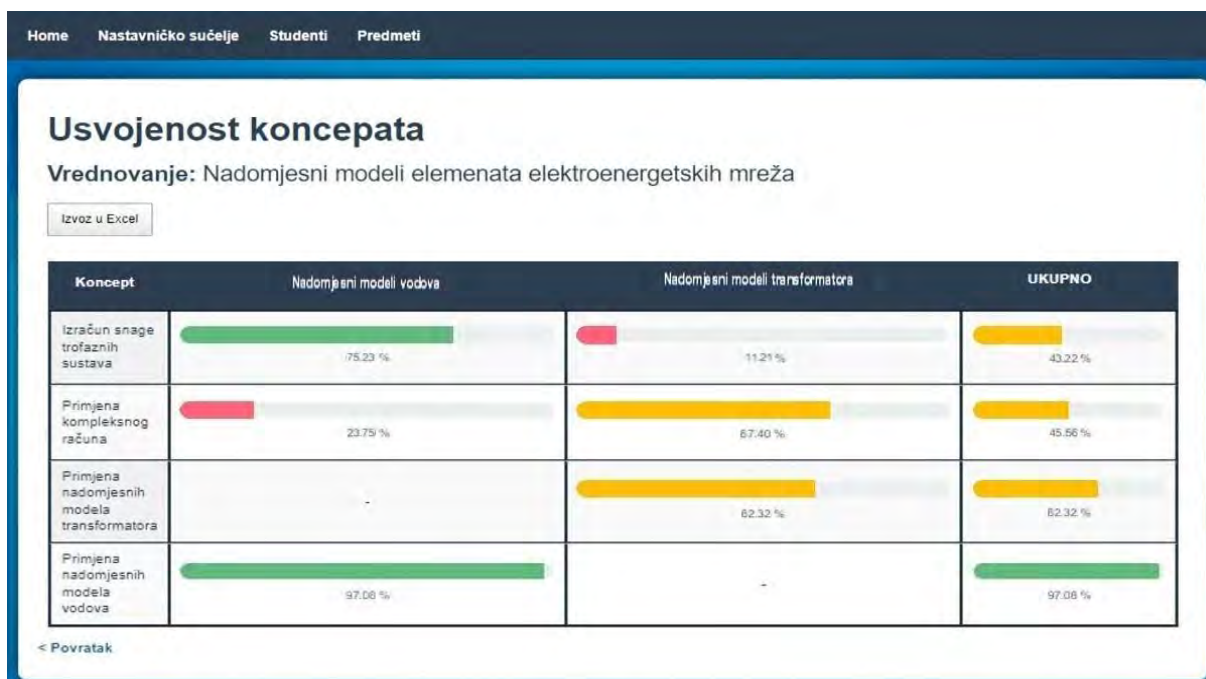 Home Nastavničko sučelje Studenti Predmeti
Usvojenost koncepata
Vrednovanje: Nadomjesni modeli elemenata elektroenergetskih mreža
Izvoz u Excel
Koncept Nadomjesni modeli vodova Nadomjesni modeli transformatora UKUPNO
Izračun snage
trofaznih
sustava
75.23 % 11.21 % 43.22 %
Primjena
kompleksnog
računa
23.75 % 67.40 % 45.56 %
Primjena
nadomjesnih
modela
transformatora
- 62.32 % 62.32 %
Primjena
nadomjesnih
modela
vodova
97.08 % - 97.08 %
< Povratak